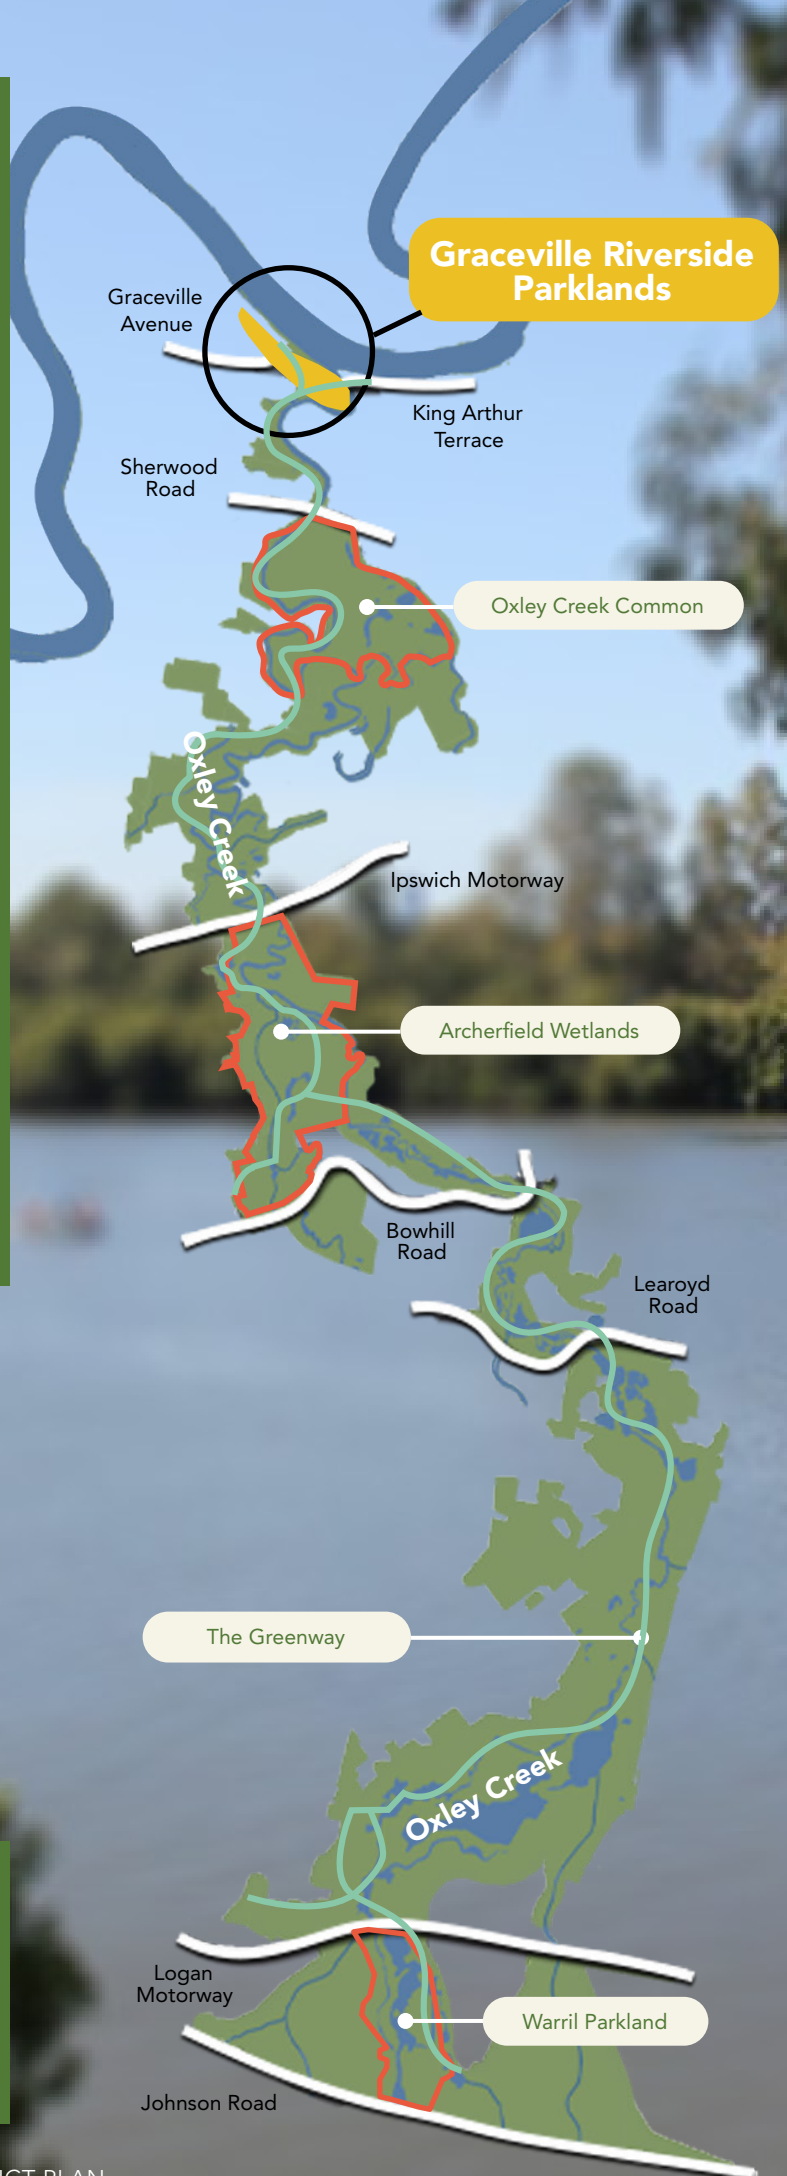 Graceville Riverside
Parklands
Graceville
Avenue
King Arthur
Terrace
Sherwood
Road
Oxley Creek Common
Oxley Creek
Ipswich Motorway
Archerfield Wetlands
Bowhill
Road
Learoyd
Road
The Greenway
Oxley Creek
Logan
Motorway
Warril Parkland
Johnson Road
PLAN